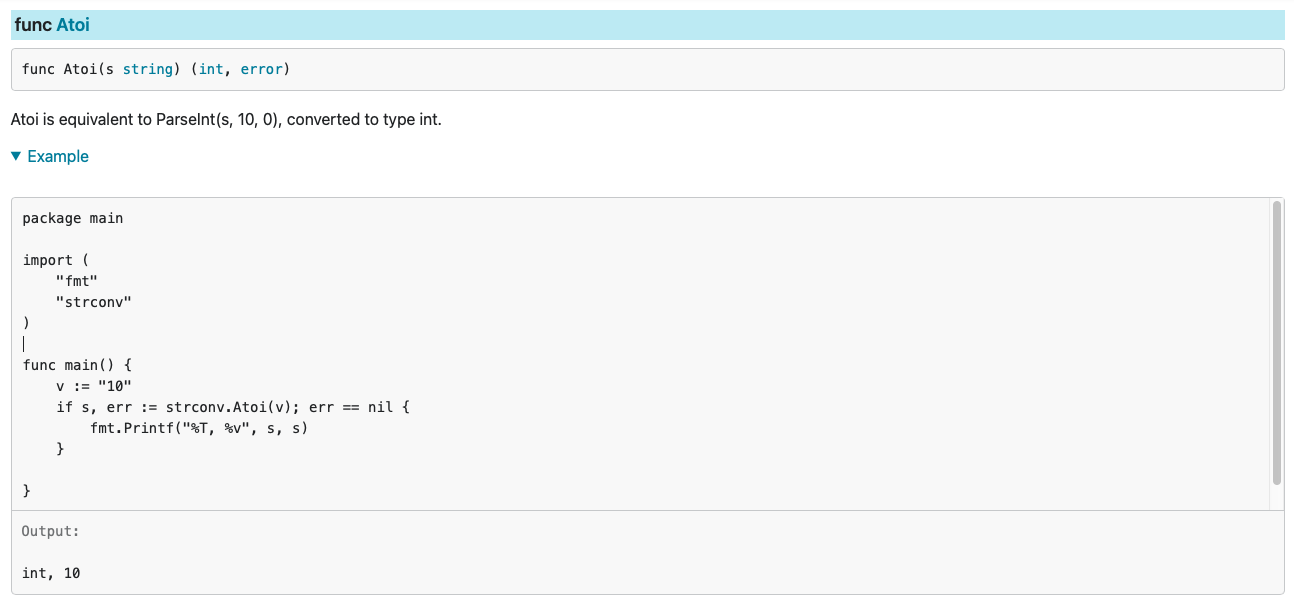 func Atoi
func Atoi(s string) (int, error)
Atoi is equivalent to ParseInt(s, 10, 0), converted to type int.
▼ Example
package main
import (
    "fmt"
    "strconv"
)
func main() {
    v := "10"
    if s, err := strconv.Atoi(v); err == nil {
        fmt.Printf("%T, %v", s, s)
    }
}
Output:
int, 10